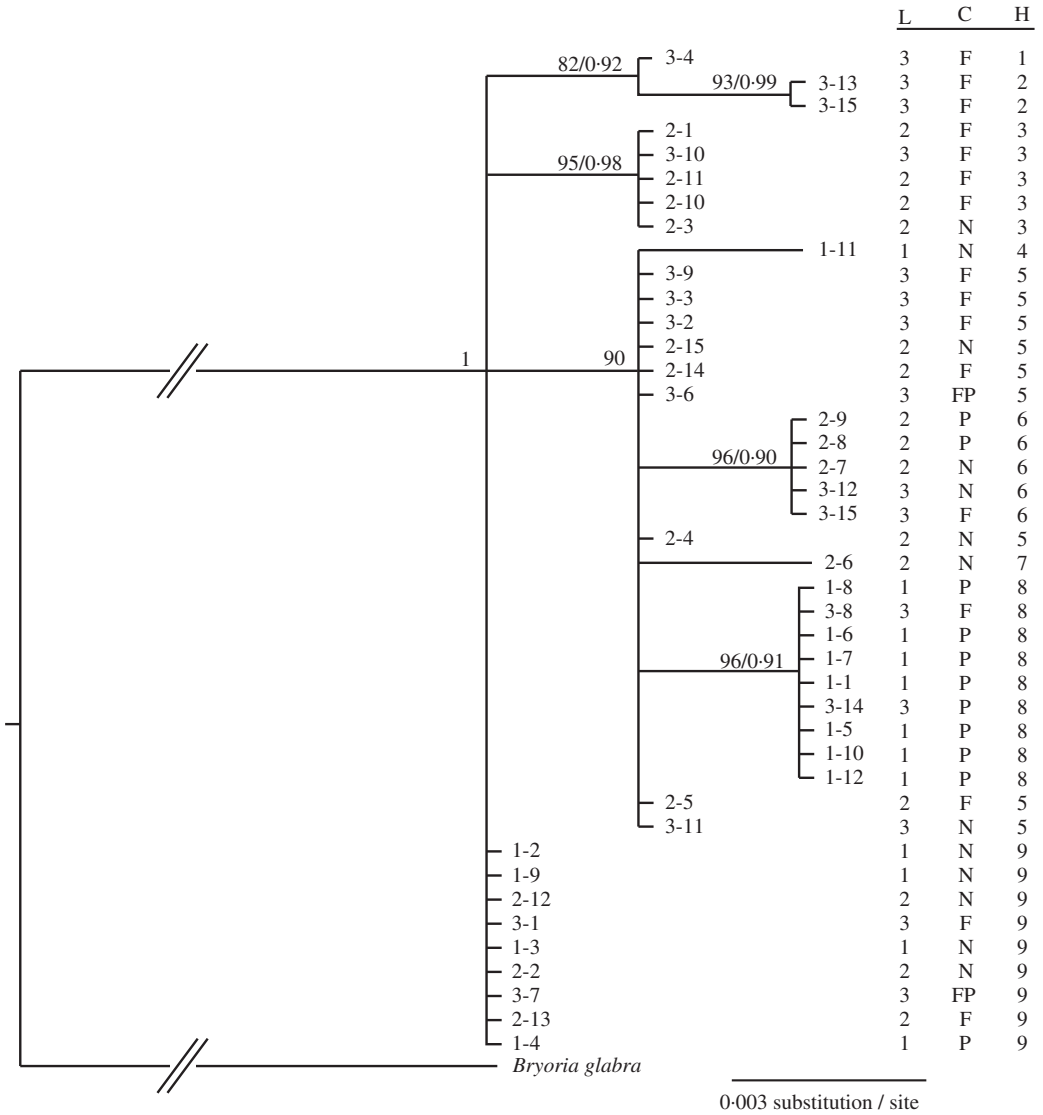 L C H
82/0·92 3-4 3 F 1
93/0·99 3-13 3 F 2
3-15 3 F 2
2-1 2 F 3
95/0·98 3-10 3 F 3
2-11 2 F 3
2-10 2 F 3
2-3 2 N 3
1-11 1 N 4
3-9 3 F 5
3-3 3 F 5
3-2 3 F 5
2-15 2 N 5
1 90 2-14 2 F 5
3-6 3 FP 5
2-9 2 P 6
2-8 2 P 6
96/0·90 2-7 2 N 6
3-12 3 N 6
3-15 3 F 6
2-4 2 N 5
2-6 2 N 7
1-8 1 P 8
3-8 3 F 8
1-6 1 P 8
96/0·91 1-7 1 P 8
1-1 1 P 8
3-14 3 P 8
1-5 1 P 8
1-10 1 P 8
1-12 1 P 8
2-5 2 F 5
3-11 3 N 5
1-2 1 N 9
1-9 1 N 9
2-12 2 N 9
3-1 3 F 9
1-3 1 N 9
2-2 2 N 9
3-7 3 FP 9
2-13 2 F 9
1-4 1 P 9
Bryoria glabra
0·003 substitution / site